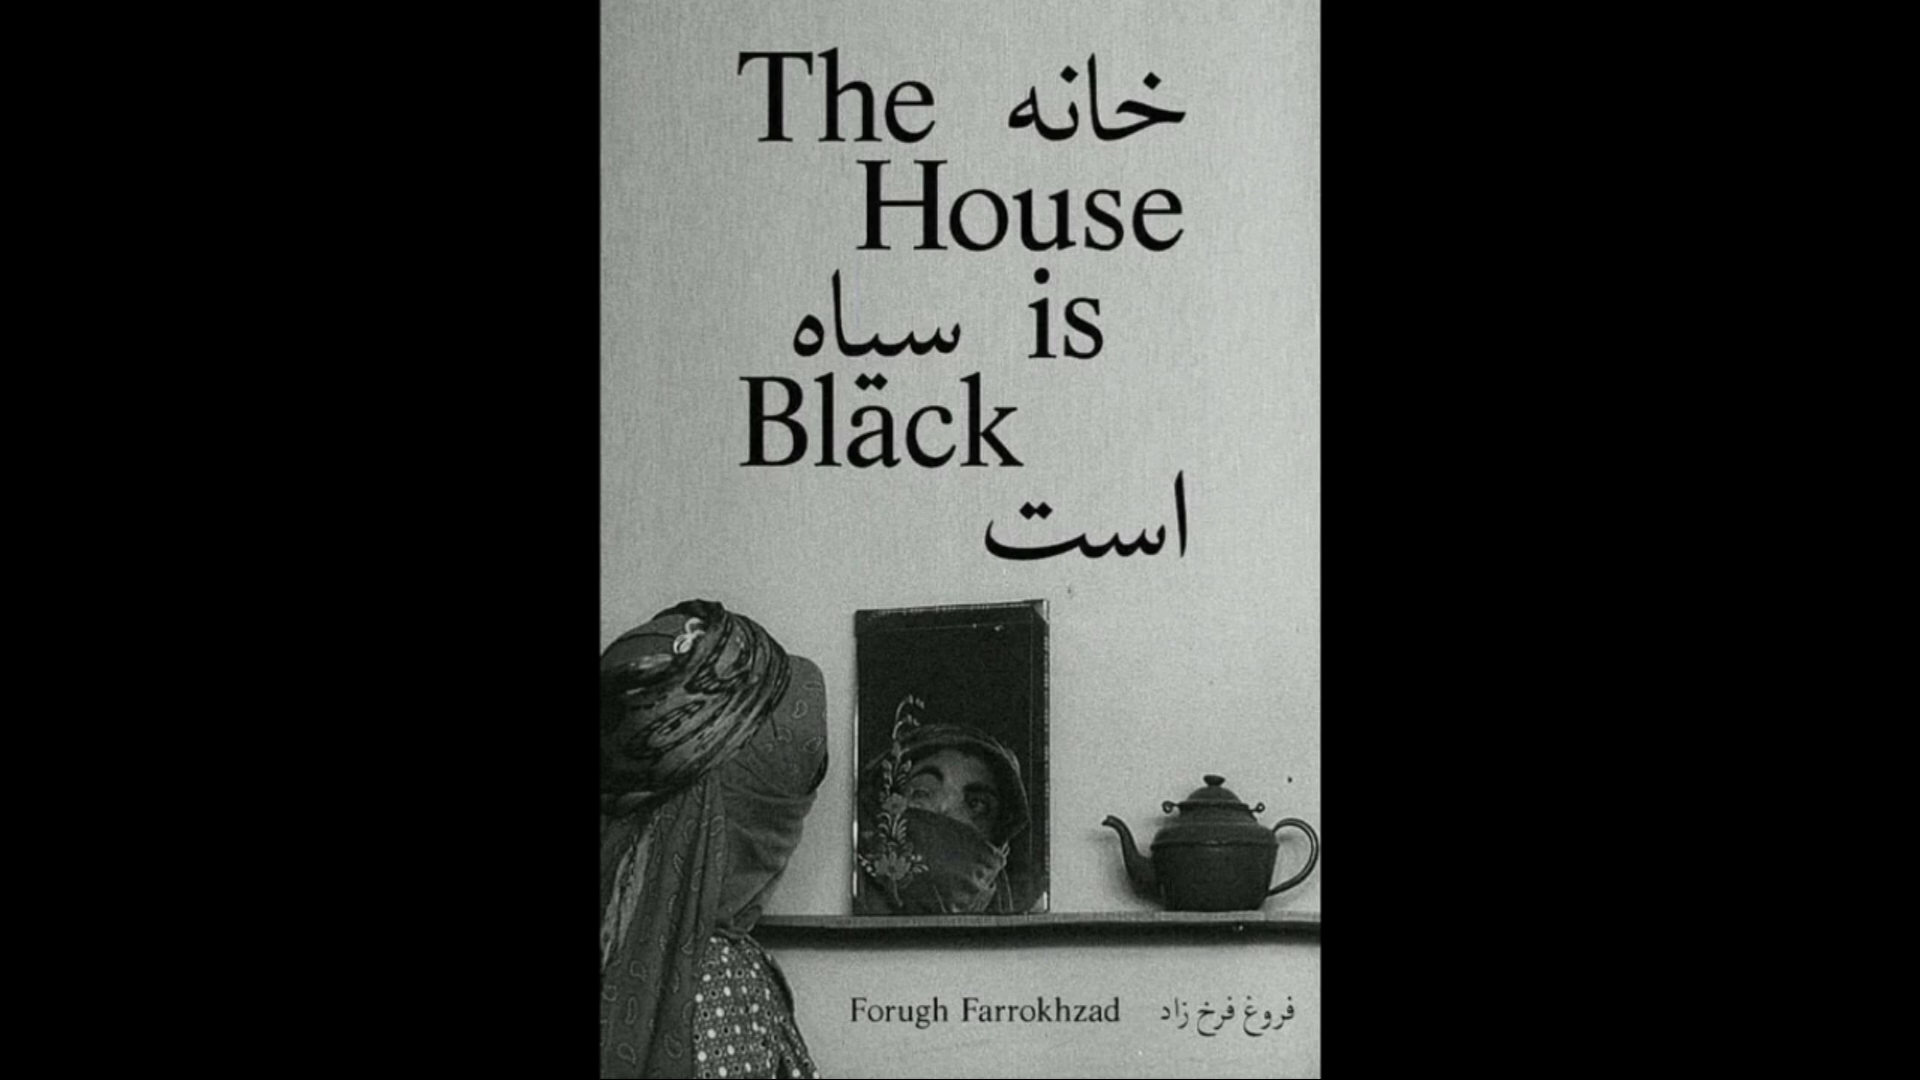 The خانه
House
سیاه is
Black
است
Forugh Farrokhzad فروغ فرخ زاد